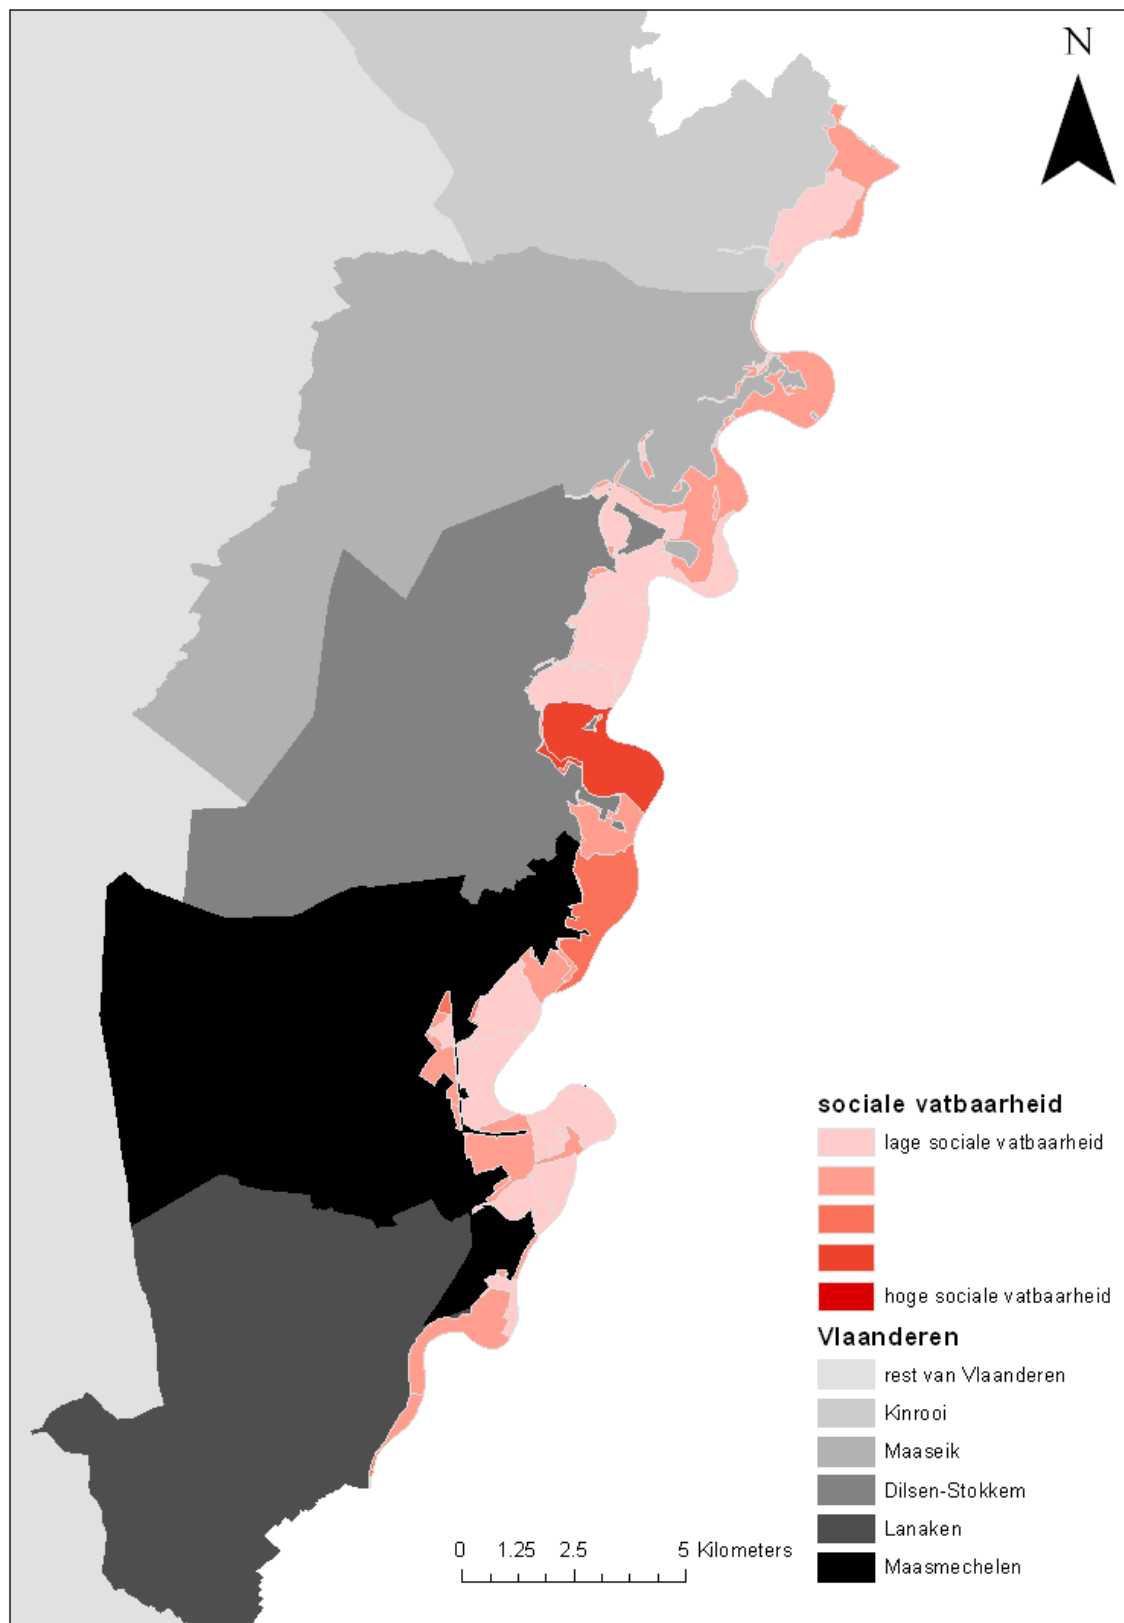 N
sociale vatbaarheid
lage sociale vatbaarheid
hoge sociale vatbaarheid
Vlaanderen
rest van Vlaanderen
Kinrooi
Maaseik
Dilsen-Stokkem
Lanaken
Maasmechelen
0 1.25 2.5 5 Kilometers